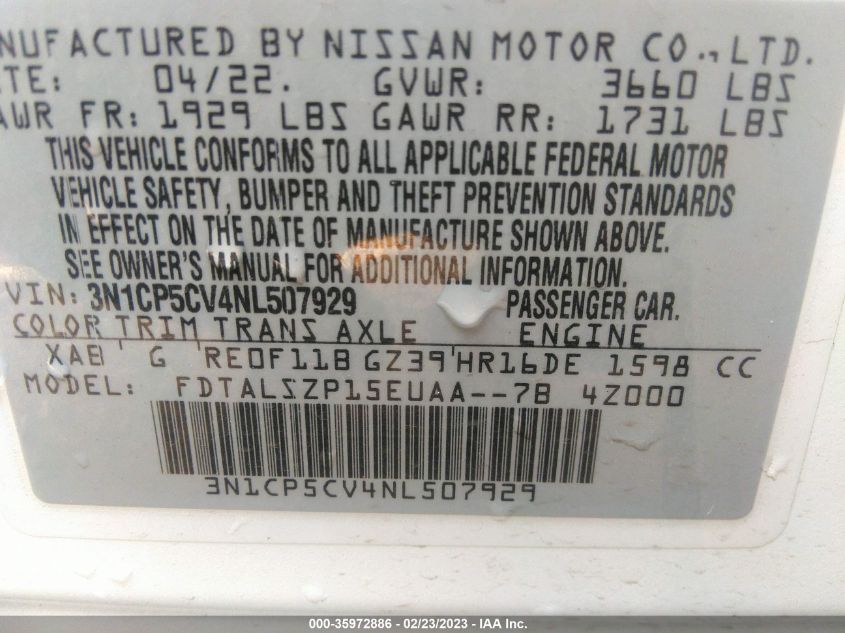 NUFACTURED BY NISSAN MOTOR CO., LTD.
TE: 04/22. GVWR: 3660 LBS
AWR FR: 1929 LBS GAWR RR: 1731 LBS
THIS VEHICLE CONFORMS TO ALL APPLICABLE FEDERAL MOTOR
VEHICLE SAFETY, BUMPER AND THEFT PREVENTION STANDARDS
IN EFFECT ON THE DATE OF MANUFACTURE SHOWN ABOVE.
SEE OWNER'S MANUAL FOR ADDITIONAL INFORMATION.
VIN: 3N1CP5CV4NL507929 PASSENGER CAR.
COLOR TRIM TRANS AXLE ENGINE
XAB G RE0F11B GZ39 HR16DE 1598 CC
MODEL: FDTALSZP15EUAA--7B 4Z000
3N1CP5CV4NL507929
000-35972886 - 02/23/2023 - © IAA, Inc.